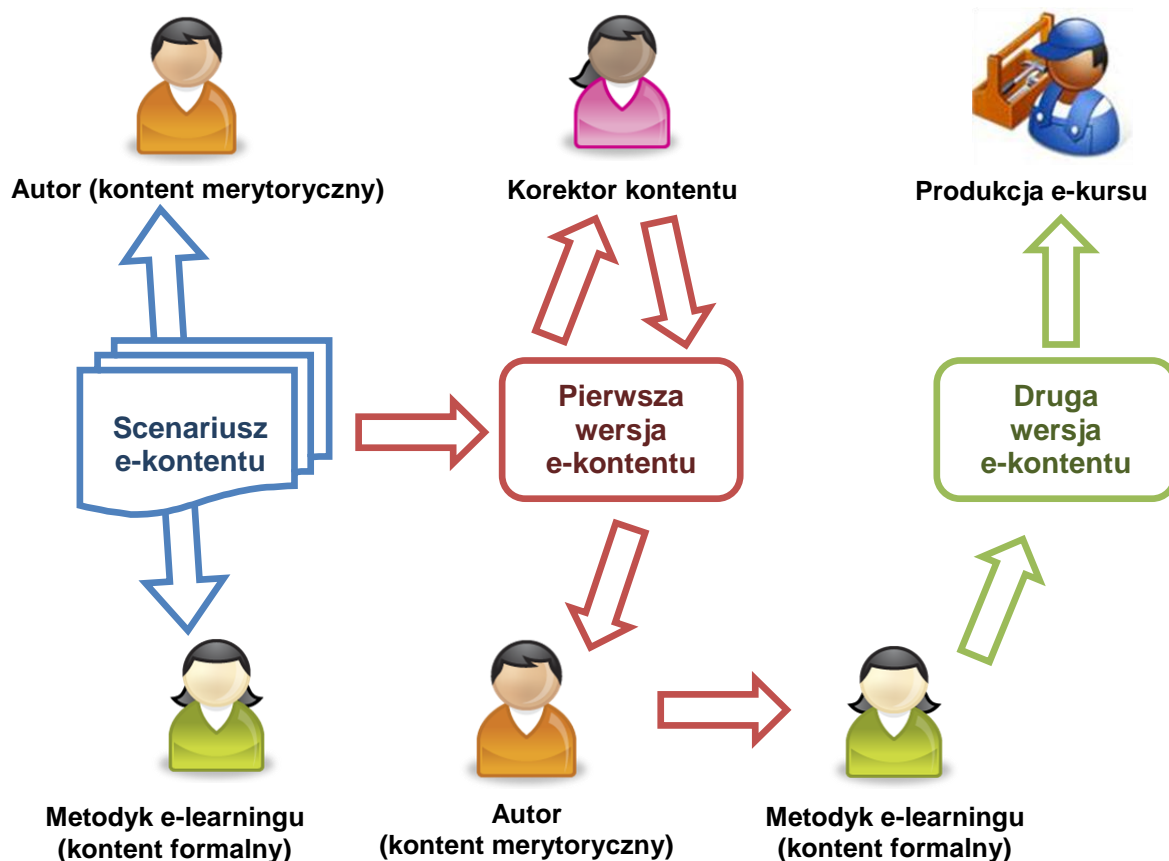 Autor (kontent merytoryczny)
Korektor kontentu
Produkcja e-kursu
Scenariusz
e-kontentu
Pierwsza
wersja
e-kontentu
Druga
wersja
e-kontentu
Metodyk e-learningu
(kontent formalny)
Autor
(kontent merytoryczny)
Metodyk e-learningu
(kontent formalny)